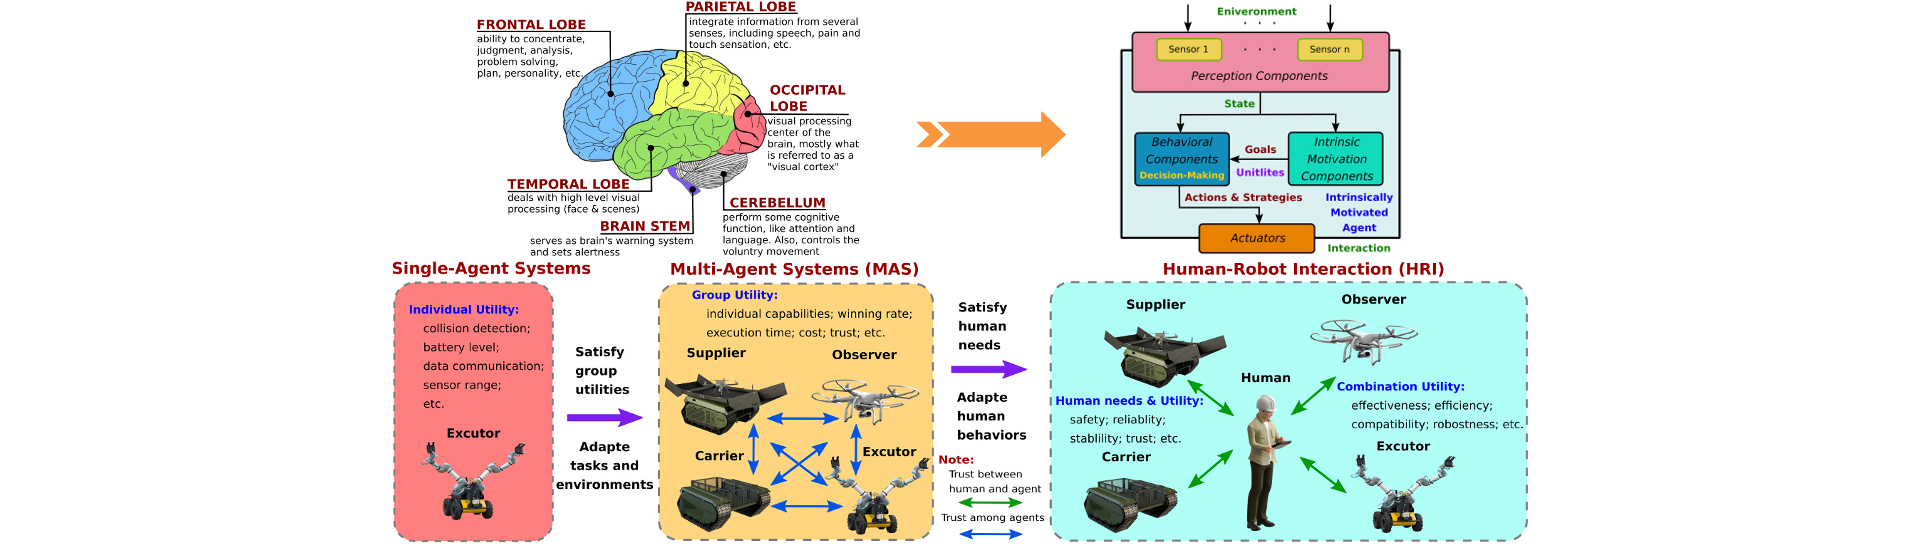 FRONTAL LOBE
ability to concentrate,
judgment, analysis,
problem solving,
plan, personality, etc.
PARIETAL LOBE
integrate information from several
senses, including speech, pain and
touch sensation, etc.
OCCIPITAL
LOBE
visual processing
center of the
brain, mostly what
is referred to as a
"visual cortex"
TEMPORAL LOBE
deals with high level visual
processing (face & scenes)
BRAIN STEM
serves as brain's warning system
and sets alertness
CEREBELLUM
perform some cognitive
function, like attention and
language. Also, controls the
voluntry movement
Eniveronment
. . .
Sensor 1
. . .
Sensor n
Perception Components
State
Behavioral
Components
Decision-Making
Goals
Unitlites
Intrinsic
Motivation
Components
Actions & Strategies
Intrinsically
Motivated
Agent
Actuators
Interaction
Single-Agent Systems
Individual Utility:
collision detection;
battery level;
data communication;
sensor range;
etc.
Excutor
Satisfy
group
utilities
Adapte
tasks and
environments
Multi-Agent Systems (MAS)
Group Utility:
individual capabilities; winning rate;
execution time; cost; trust; etc.
Supplier
Observer
Carrier
Excutor
Satisfy
human
needs
Adapte
human
behaviors
Note:
Trust between
human and agent
Trust among agents
Human-Robot Interaction (HRI)
Supplier
Observer
Human
Human needs & Utility:
safety; reliablity;
stablility; trust; etc.
Combination Utility:
effectiveness; efficiency;
compatibility; robostness; etc.
Carrier
Excutor